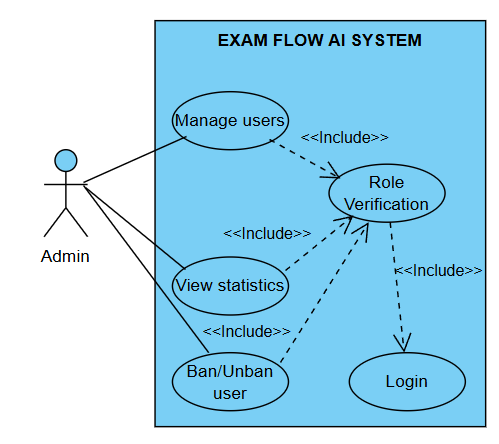 EXAM FLOW AI SYSTEM
Manage users
<<Include>>
Role
Verification
Admin
<<Include>>
<<Include>>
View statistics
<<Include>>
Ban/Unban
user
Login